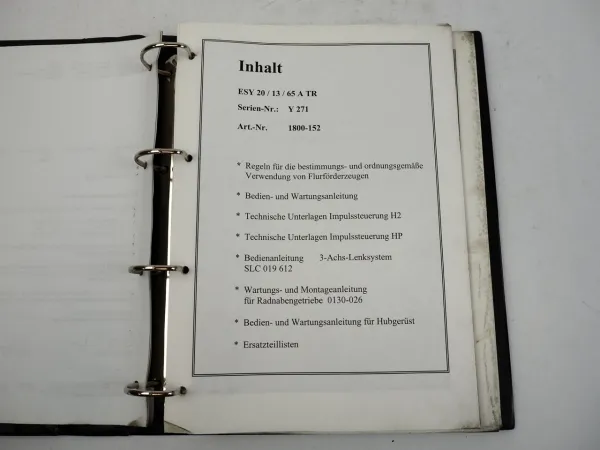 Inhalt
ESY 20 / 13 / 65 A TR
Serien-Nr.: Y 271
Art.-Nr. 1800-152
* Regeln für die bestimmungs- und ordnungsgemäße
Verwendung von Flurförderzeugen
* Bedien- und Wartungsanleitung
* Technische Unterlagen Impulssteuerung H2
* Technische Unterlagen Impulssteuerung HP
* Bedienanleitung 3-Achs-Lenksystem
SLC 019 612
* Wartungs- und Montageanleitung
für Radnabengetriebe 0130-026
* Bedien- und Wartungsanleitung für Hubgerüst
* Ersatzteillisten